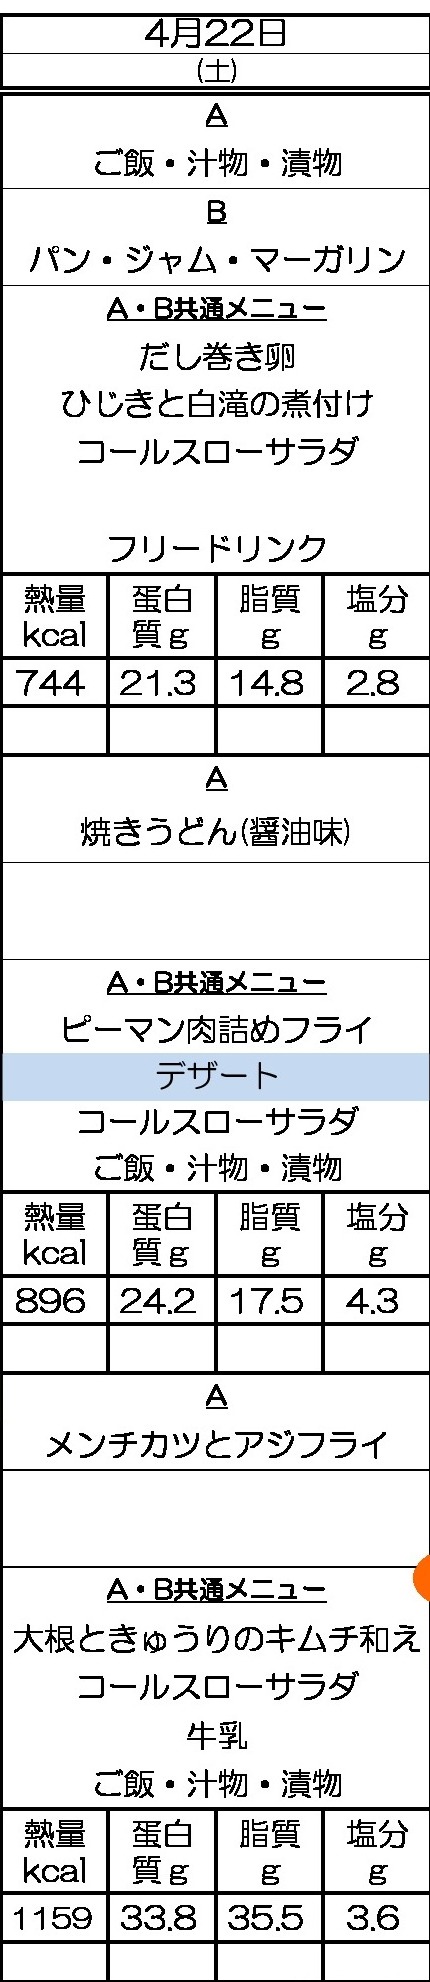 4月22日
(土)
A
ご飯・汁物・漬物
B
パン・ジャム・マーガリン
A・B共通メニュー
だし巻き卵
ひじきと白滝の煮付け
コールスローサラダ
フリードリンク
熱量 蛋白 脂質 塩分
kcal 質g g g
744 21.3 14.8 2.8
A
焼きうどん(醤油味)
A・B共通メニュー
ピーマン肉詰めフライ
デザート
コールスローサラダ
ご飯・汁物・漬物
熱量 蛋白 脂質 塩分
kcal 質g g g
896 24.2 17.5 4.3
A
メンチカツとアジフライ
A・B共通メニュー
大根ときゅうりのキムチ和え
コールスローサラダ
牛乳
ご飯・汁物・漬物
熱量 蛋白 脂質 塩分
kcal 質g g g
1159 33.8 35.5 3.6